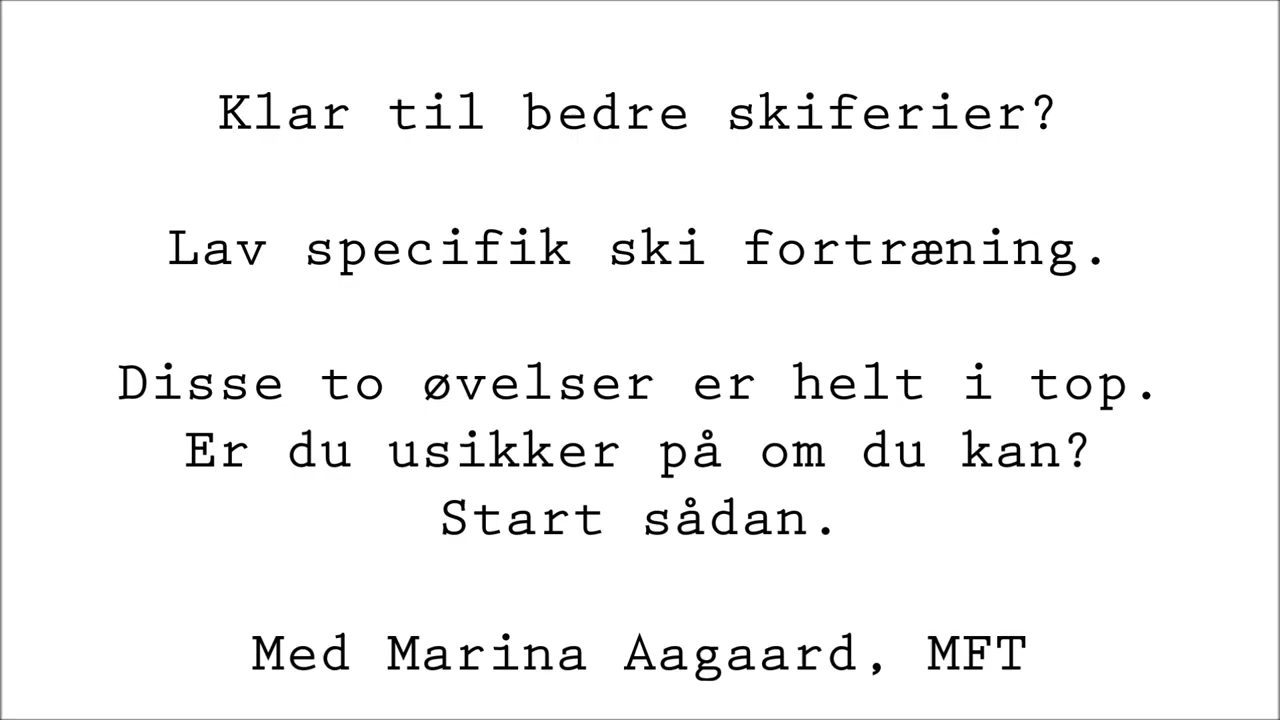 Klar til bedre skiferier?
Lav specifik ski fortræning.
Disse to øvelser er helt i top.
Er du usikker på om du kan?
Start sådan.
Med Marina Aagaard, MFT